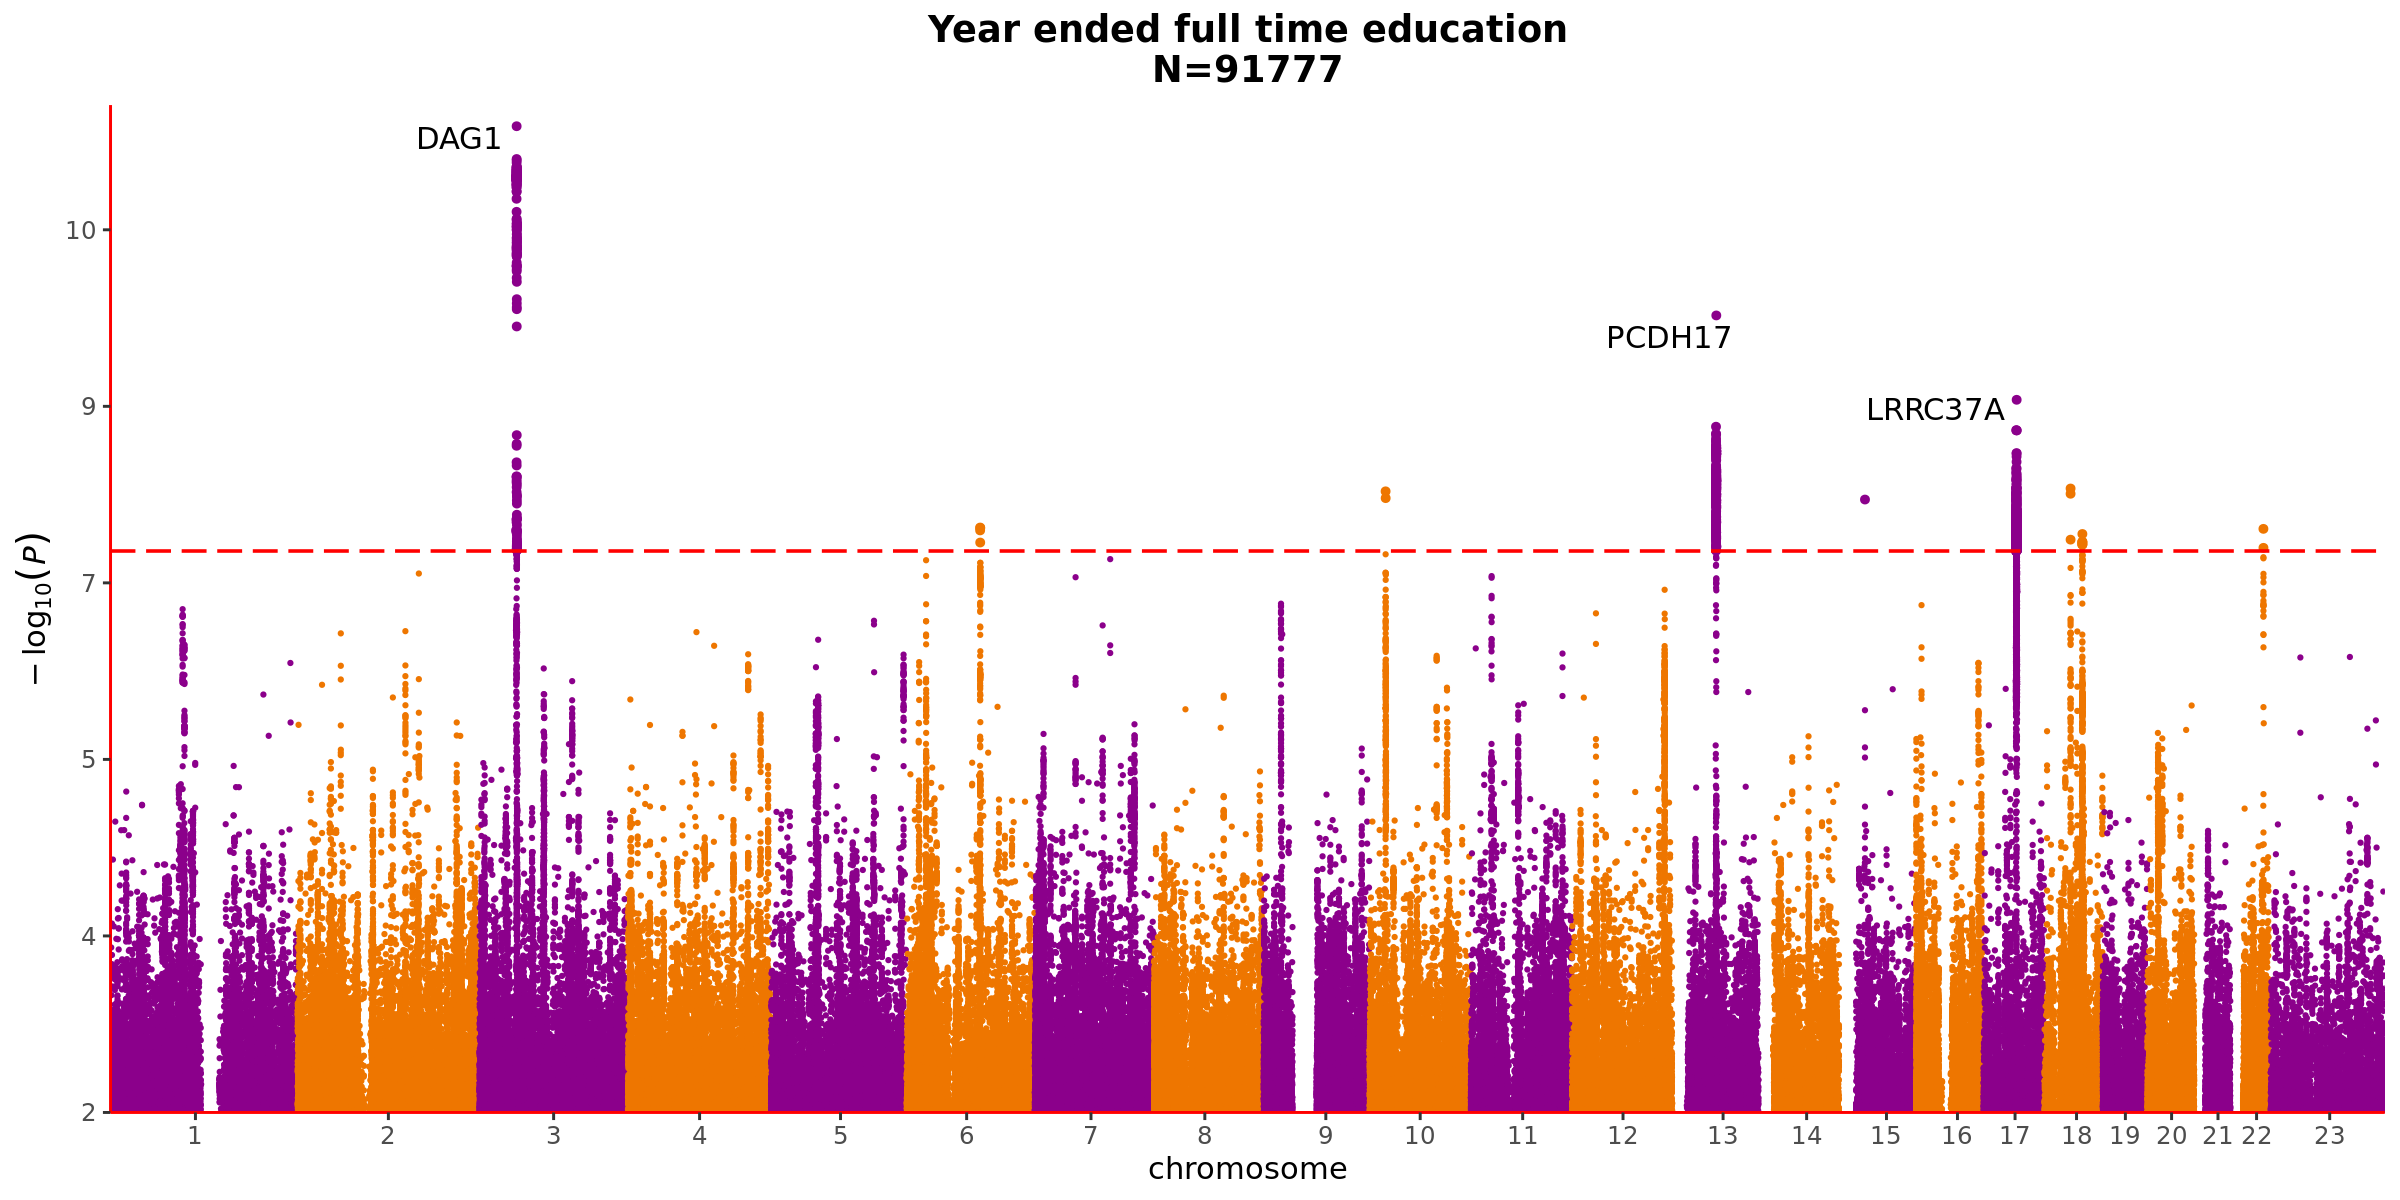 Year ended full time education
N=91777
DAG1
PCDH17
LRRC37A
10
9
7
5
4
2
− log10(P)
1 2 3 4 5 6 7 8 9 10 11 12 13 14 15 16 17 18 19 20 21 22 23
chromosome